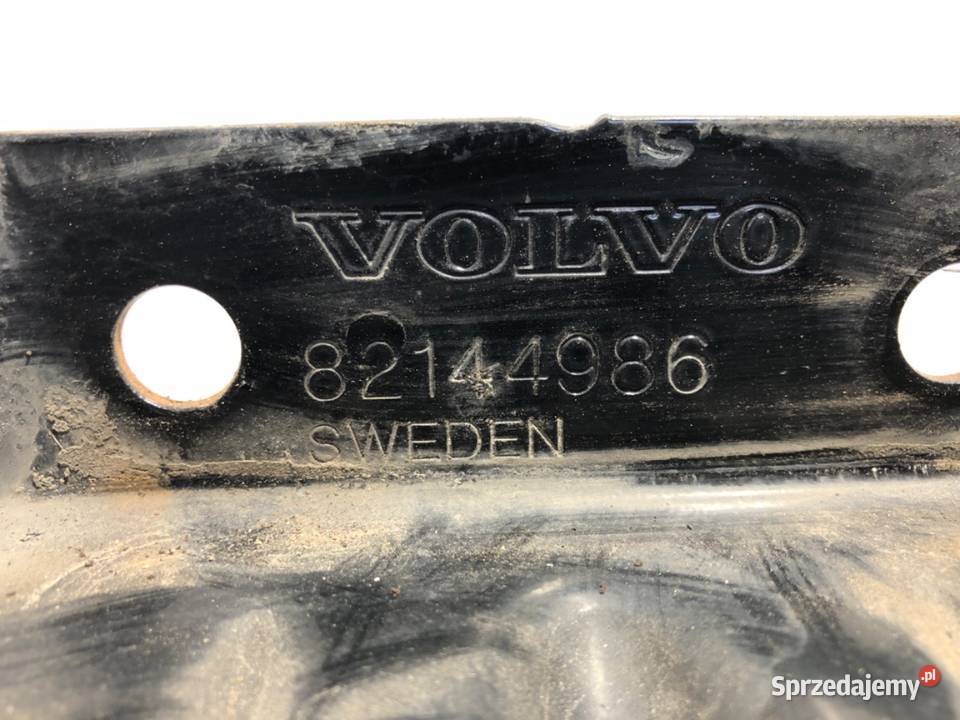 S
VOLVO
82144986
SWEDEN
Sprzedajemy.pl